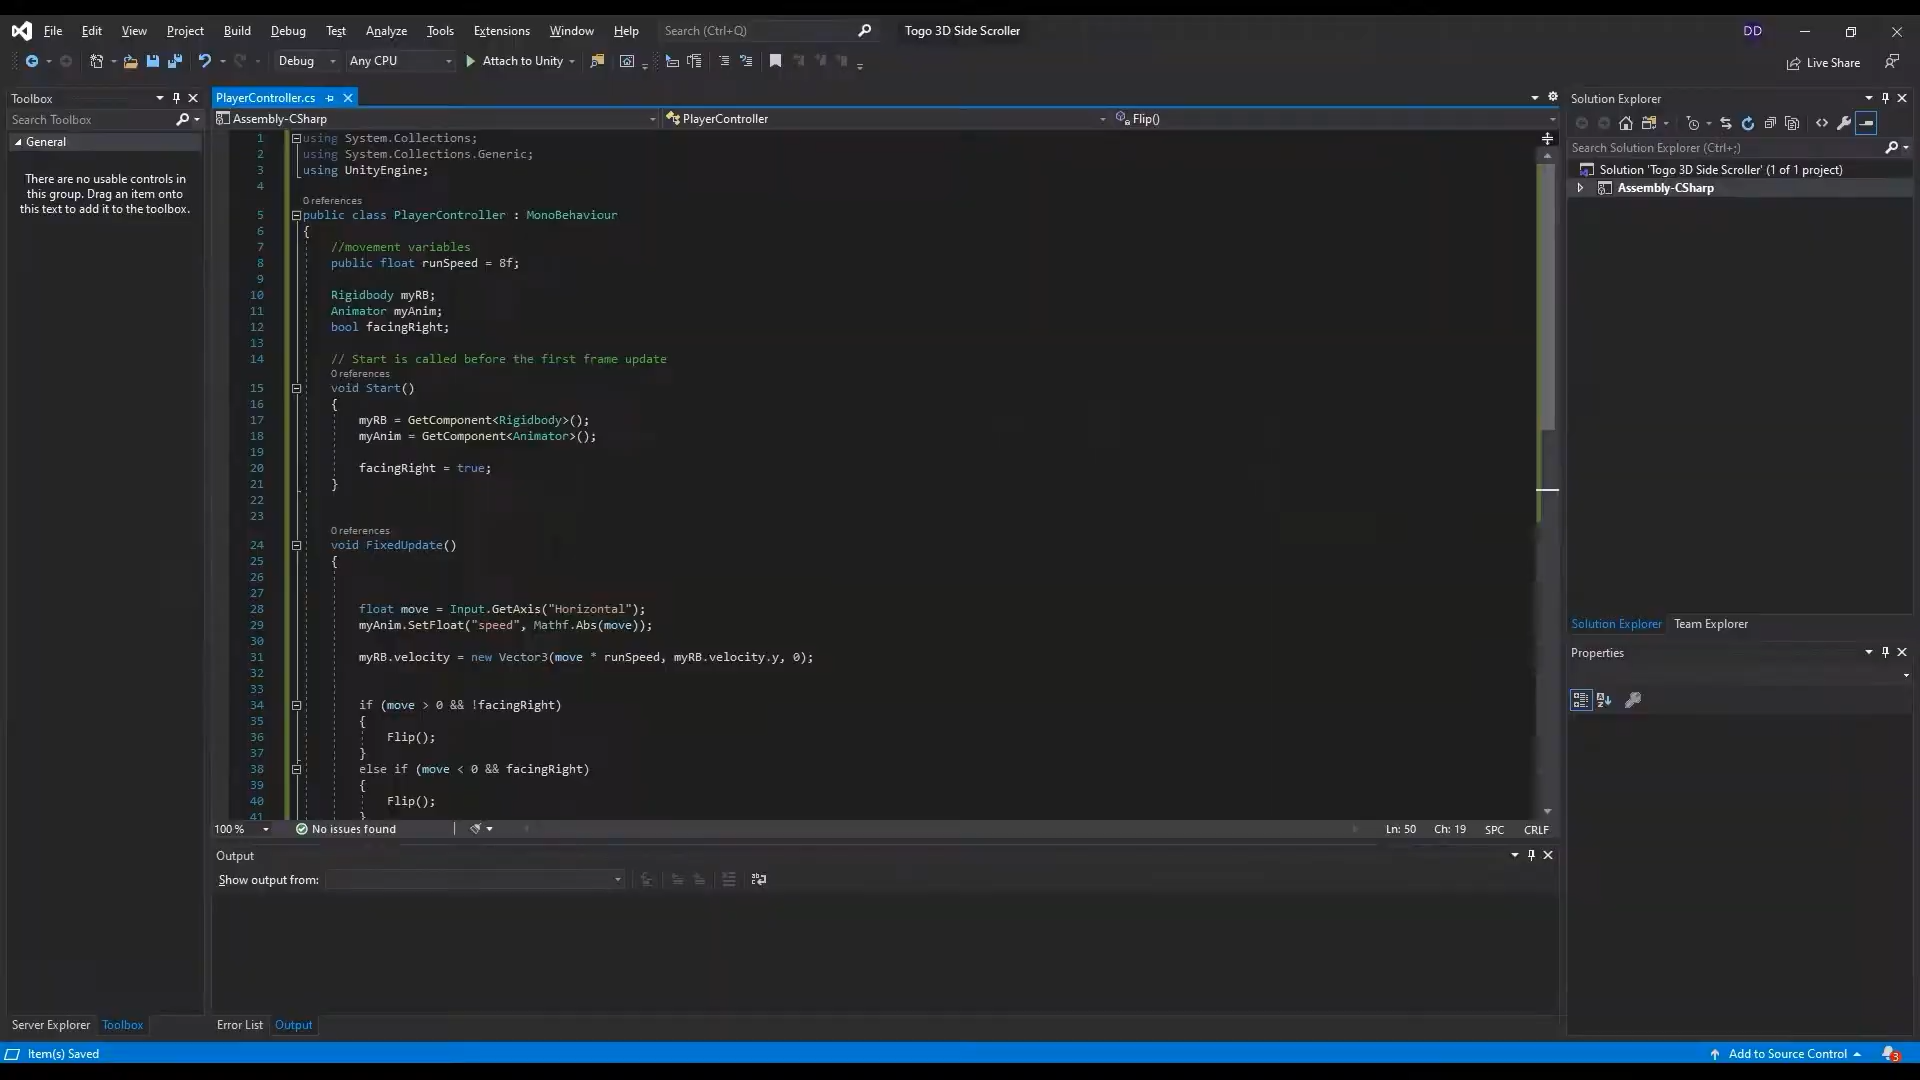 File Edit View Project Build Debug Test Analyze Tools Extensions Window Help Search (Ctrl+Q) Togo 3D Side Scroller DD
Debug Any CPU Attach to Unity Live Share
Toolbox
Search Toolbox
General
There are no usable controls in
this group. Drag an item onto
this text to add it to the toolbox.
PlayerController.cs
Assembly-CSharp PlayerController Flip()
1 using System.Collections;
2 using System.Collections.Generic;
3 using UnityEngine;
4
0 references
5 public class PlayerController : MonoBehaviour
6 {
7 //movement variables
8 public float runSpeed = 8f;
9
10 Rigidbody myRB;
11 Animator myAnim;
12 bool facingRight;
13
14 // Start is called before the first frame update
0 references
15 void Start()
16 {
17 myRB = GetComponent<Rigidbody>();
18 myAnim = GetComponent<Animator>();
19
20 facingRight = true;
21 }
22
23
0 references
24 void FixedUpdate()
25 {
26
27
28 float move = Input.GetAxis("Horizontal");
29 myAnim.SetFloat("speed", Mathf.Abs(move));
30
31 myRB.velocity = new Vector3(move * runSpeed, myRB.velocity.y, 0);
32
33
34 if (move > 0 && !facingRight)
35 {
36 Flip();
37 }
38 else if (move < 0 && facingRight)
39 {
40 Flip();
41 }
100 % No issues found Ln: 50 Ch: 19 SPC CRLF
Output
Show output from:
Server Explorer Toolbox
Error List Output
Solution Explorer
Search Solution Explorer (Ctrl+;)
Solution 'Togo 3D Side Scroller' (1 of 1 project)
Assembly-CSharp
Solution Explorer Team Explorer
Properties
Item(s) Saved Add to Source Control 3